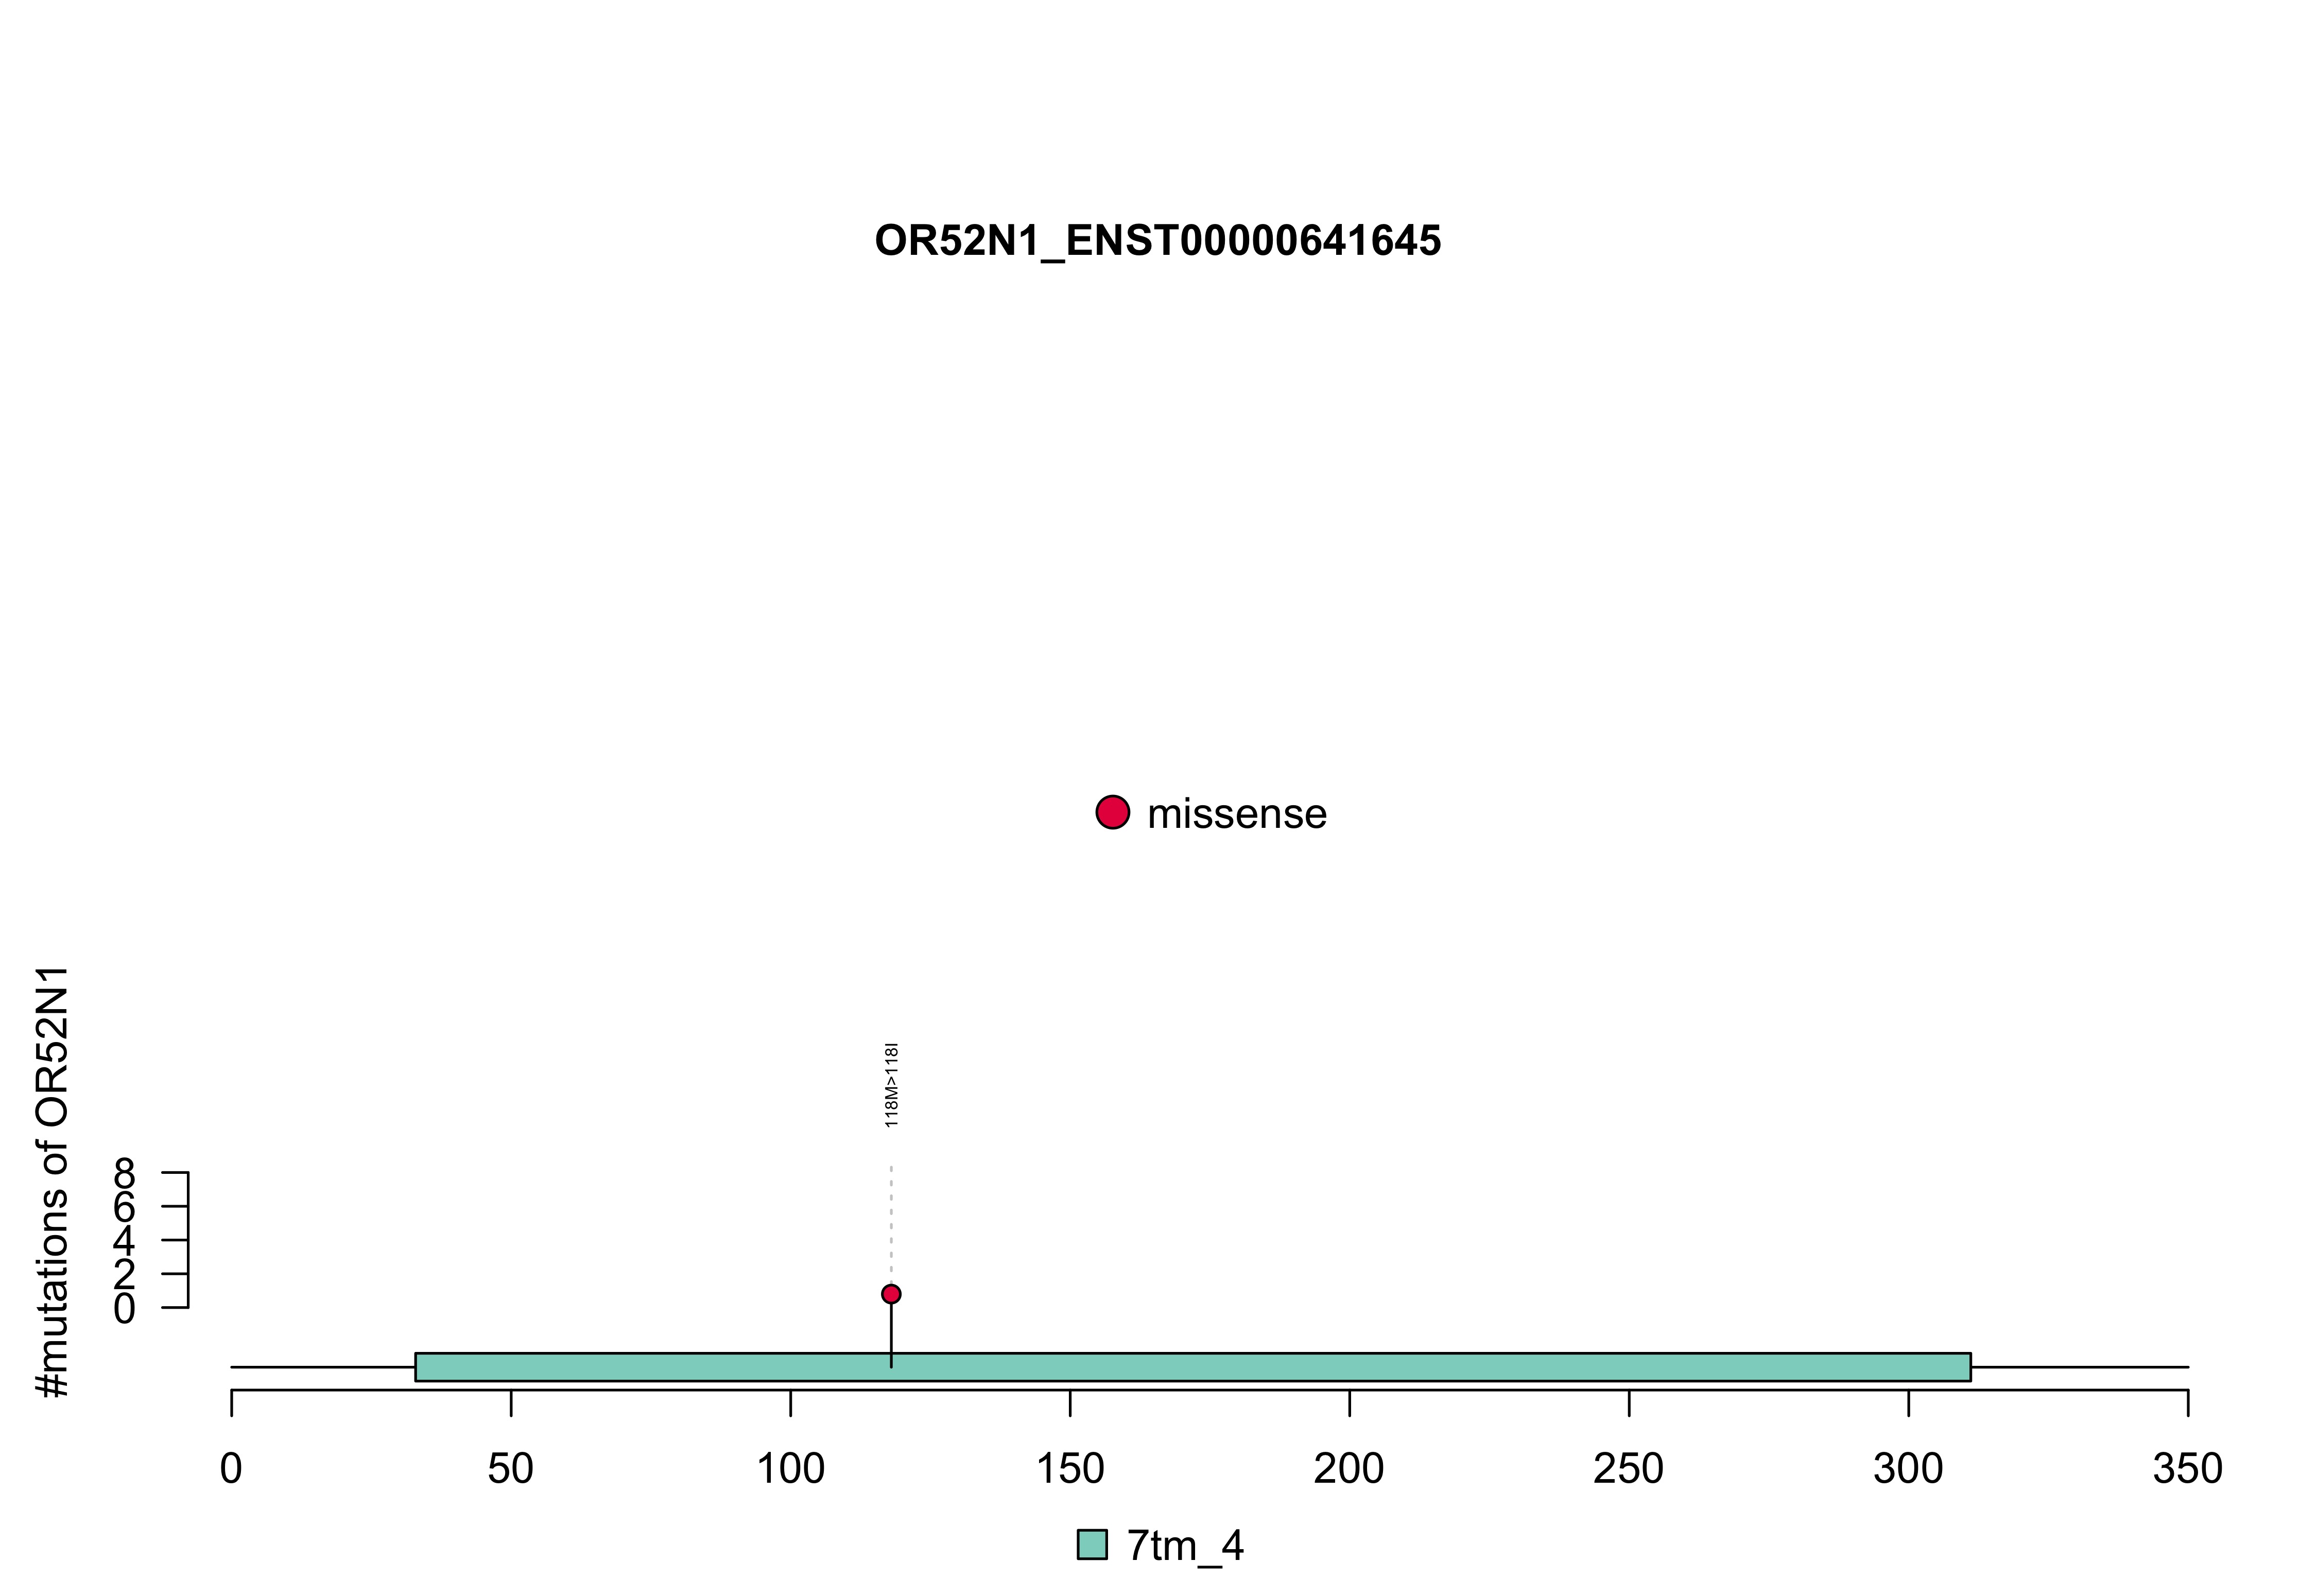 OR52N1_ENST00000641645
missense
#mutations of OR52N1
118M>118I
8
6
4
2
0
0 50 100 150 200 250 300 350
7tm_4